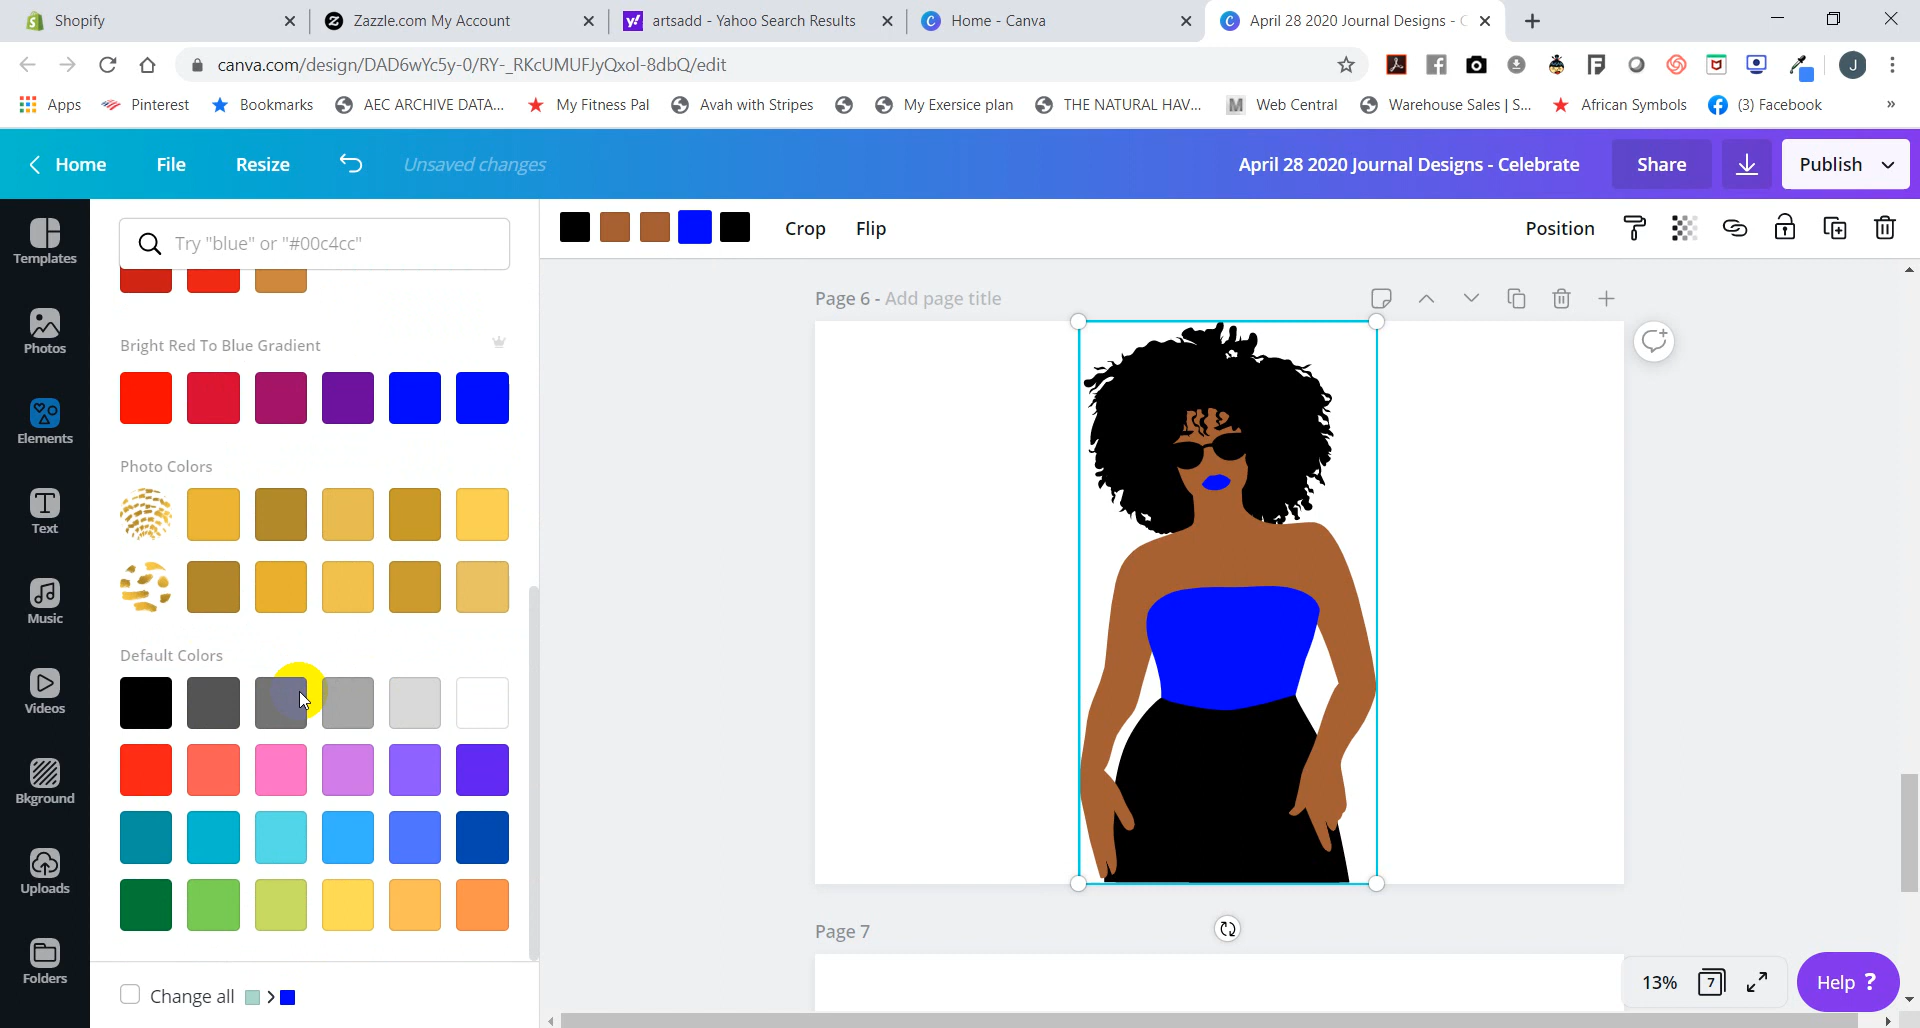 Shopify
Zazzle.com My Account
artsadd - Yahoo Search Results
Home - Canva
April 28 2020 Journal Designs - C
canva.com/design/DAD6wYc5y-0/RY-_RKcUMUFJyQxol-8dbQ/edit
J
Apps
Pinterest
Bookmarks
AEC ARCHIVE DATA...
My Fitness Pal
Avah with Stripes
My Exersice plan
THE NATURAL HAV...
Web Central
Warehouse Sales | S...
African Symbols
(3) Facebook
»
Home
File
Resize
Unsaved changes
April 28 2020 Journal Designs - Celebrate
Share
Publish
Templates
Photos
Elements
Text
Music
Videos
Bkground
Uploads
Folders
Try "blue" or "#00c4cc"
Bright Red To Blue Gradient
Photo Colors
Default Colors
Change all
Crop
Flip
Position
Page 6 - Add page title
Page 7
13%
7
Help ?